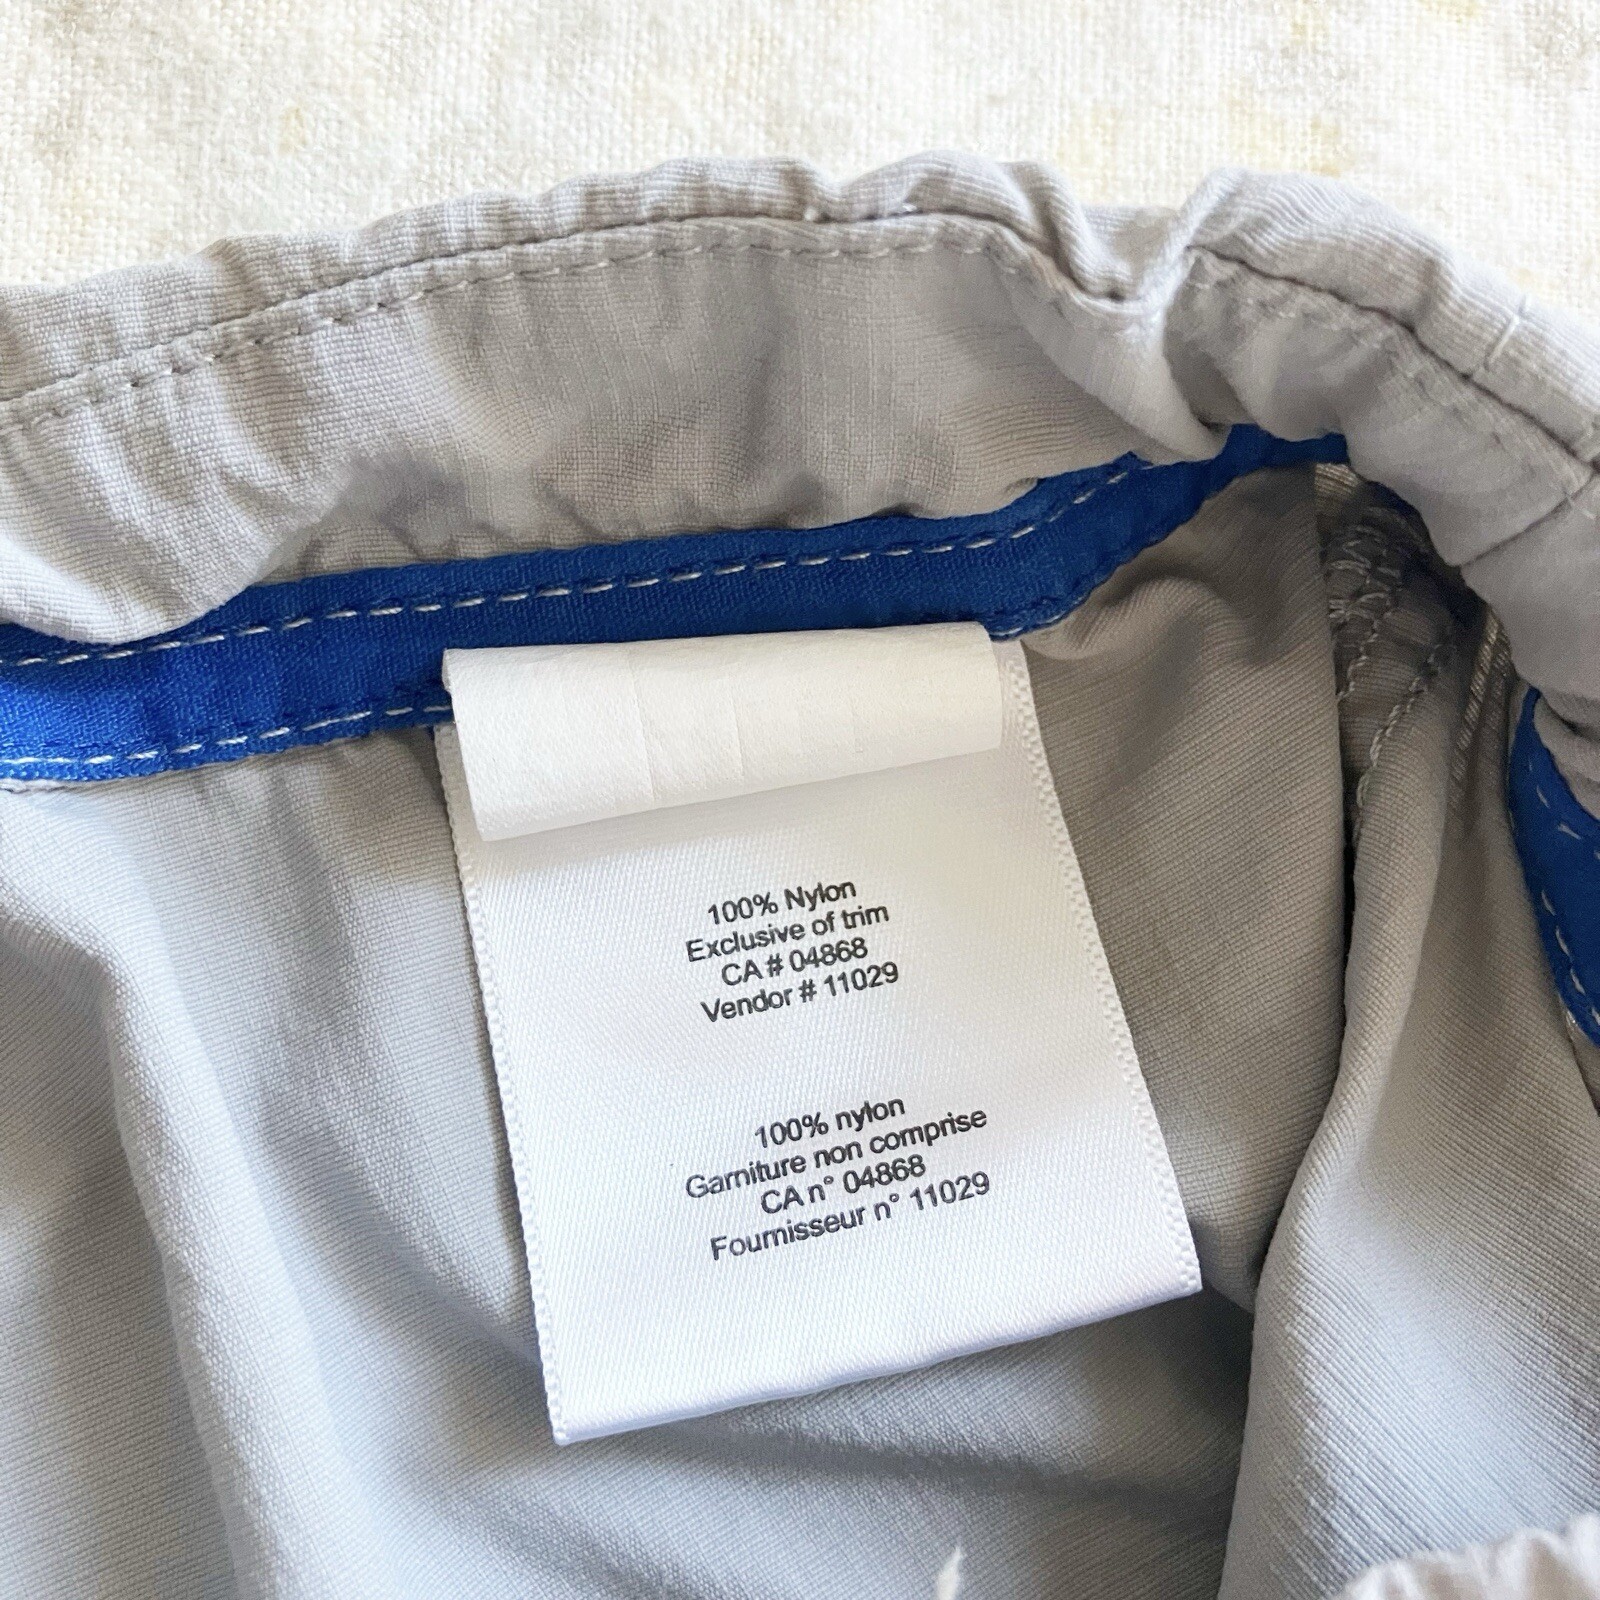 100% Nylon
Exclusive of trim
CA # 04868
Vendor # 11029
100% nylon
Garniture non comprise
CA n° 04868
Fournisseur n° 11029